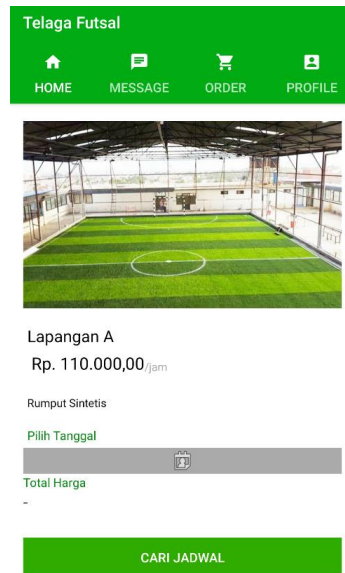 Telaga Futsal
HOME MESSAGE ORDER PROFILE
Lapangan A
Rp. 110.000,00/jam
Rumput Sintetis
Pilih Tanggal
Total Harga
-
CARI JADWAL